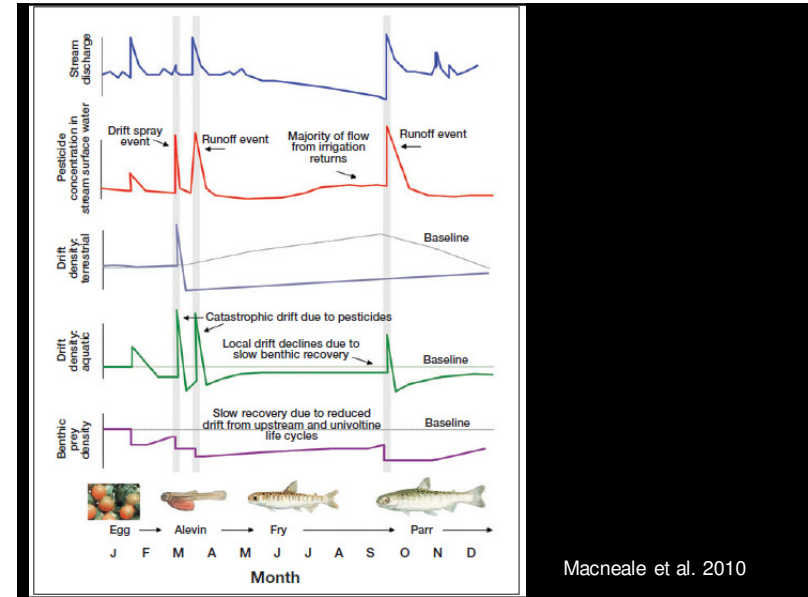 Stream
discharge
Pesticide
concentration in
stream surface water
Drift spray
event
Runoff event
Majority of flow
from irrigation
returns
Runoff event
Drift
density:
terrestrial
Baseline
Drift
density:
aquatic
Catastrophic drift due to pesticides
Local drift declines due to
slow benthic recovery
Baseline
Benthic
prey
density
Slow recovery due to reduced
drift from upstream and univoltine
life cycles
Baseline
Egg Alevin Fry Parr
J F M A M J J A S O N D
Month
Macneale et al. 2010